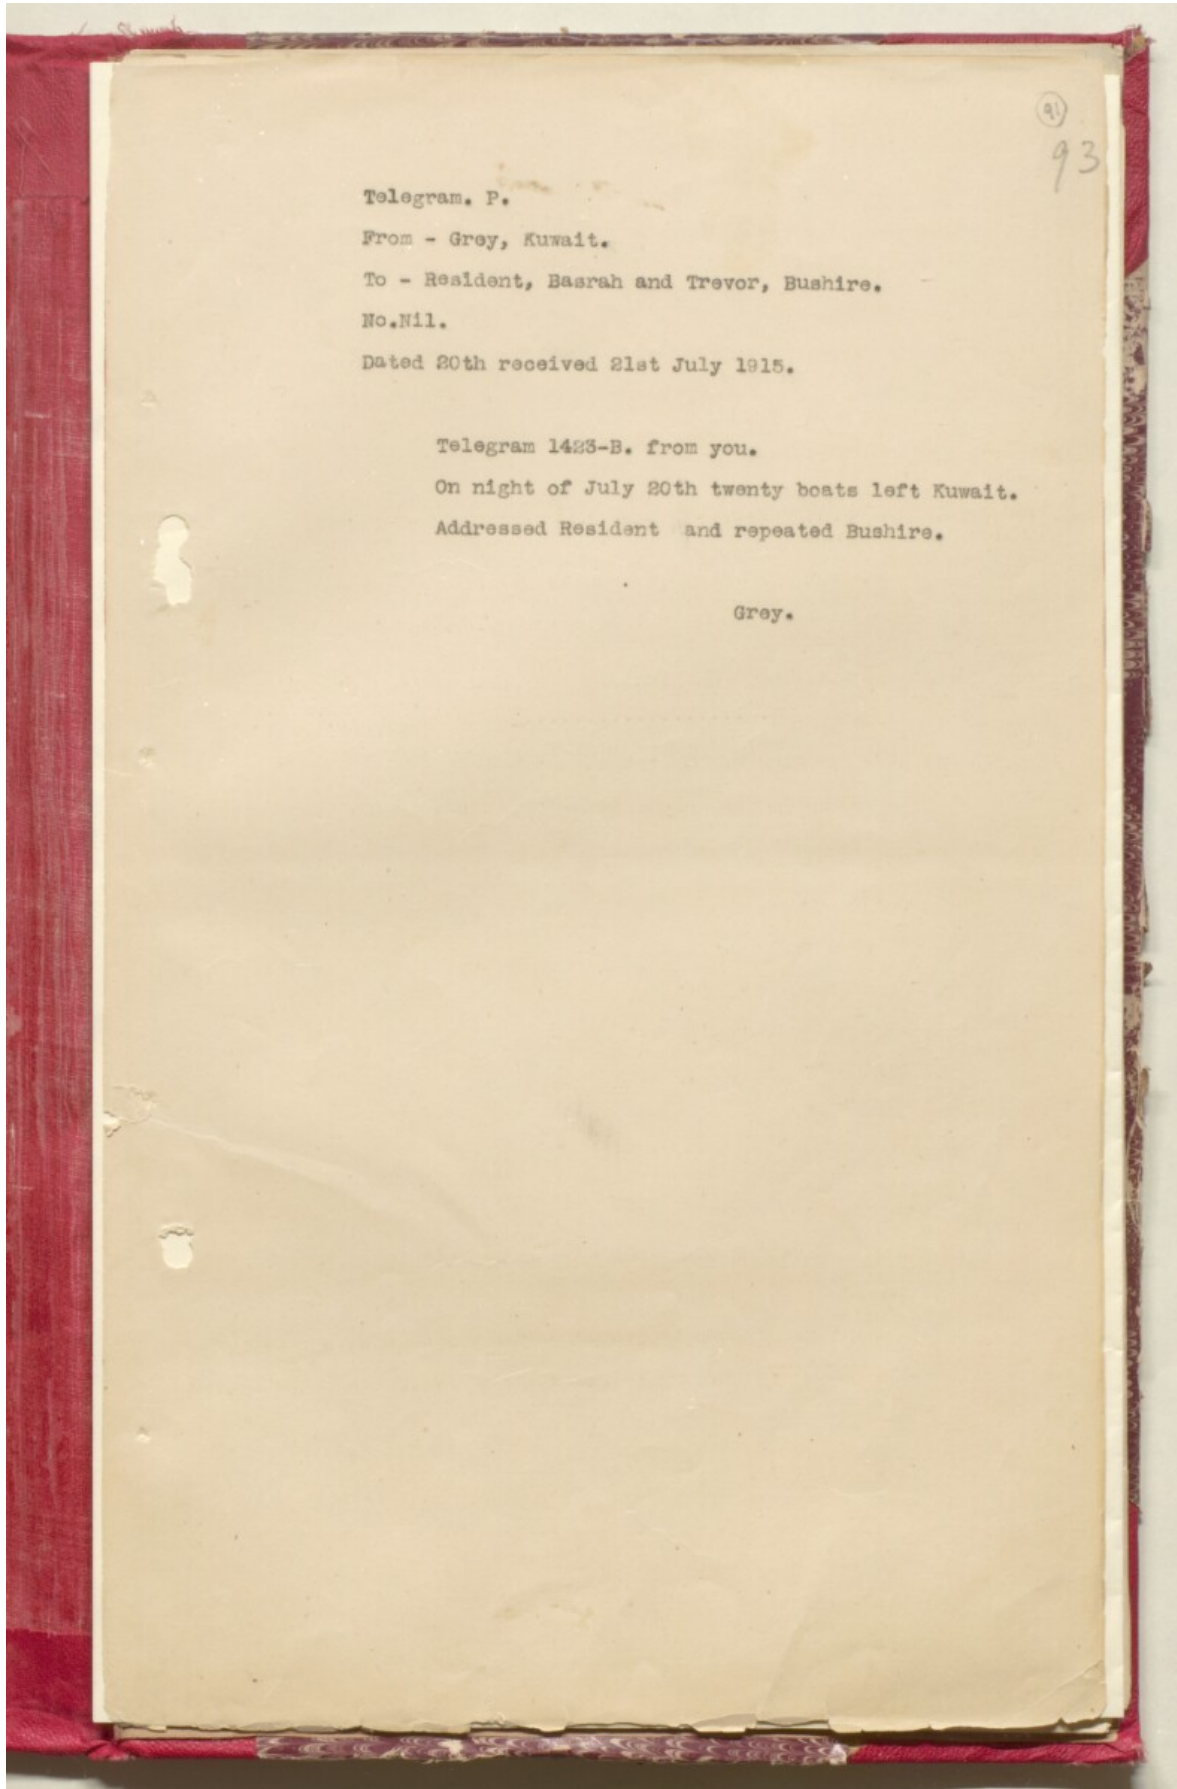 91
93
Telegram. P.
From - Grey, Kuwait.
To - Resident, Basrah and Trevor, Bushire.
No.Nil.
Dated 20th received 21st July 1915.
Telegram 1423-B. from you.
On night of July 20th twenty boats left Kuwait.
Addressed Resident and repeated Bushire.
Grey.